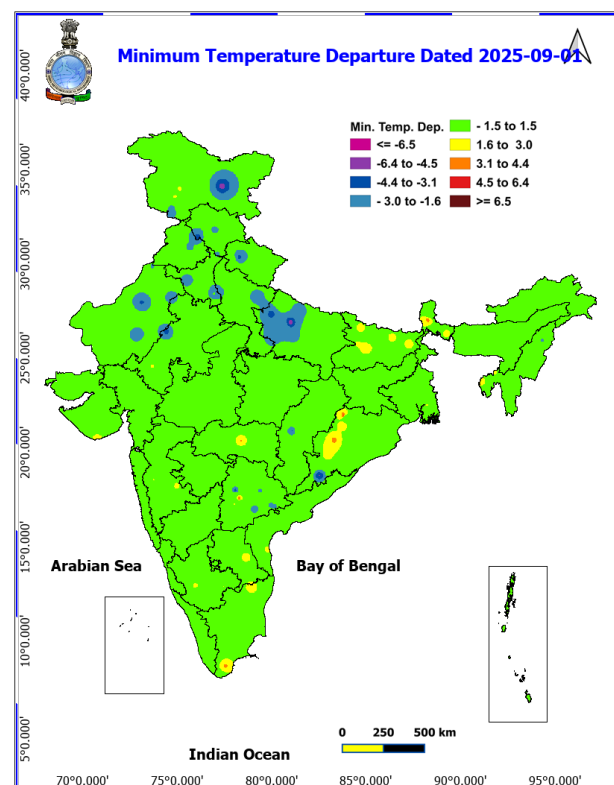 Minimum Temperature Departure Dated 2025-09-01
Min. Temp. Dep.
<= -6.5
-6.4 to -4.5
-4.4 to -3.1
- 3.0 to -1.6
- 1.5 to 1.5
1.6 to 3.0
3.1 to 4.4
4.5 to 6.4
>= 6.5
40°0.000'
35°0.000'
30°0.000'
25°0.000'
20°0.000'
15°0.000'
10°0.000'
5°0.000'
Arabian Sea
Bay of Bengal
Indian Ocean
0 250 500 km
70°0.000' 75°0.000' 80°0.000' 85°0.000' 90°0.000' 95°0.000'